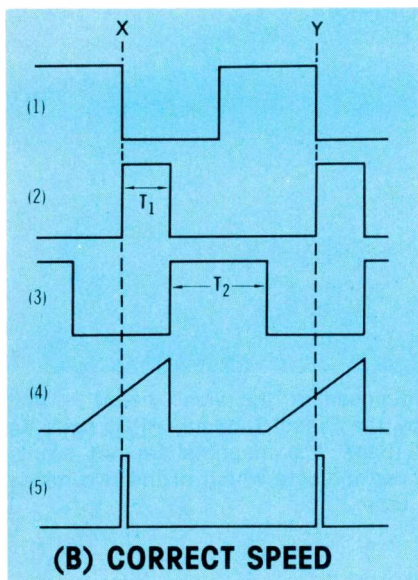 X Y
(1)
(2)
T₁
(3)
T₂
(4)
(5)
(B) CORRECT SPEED